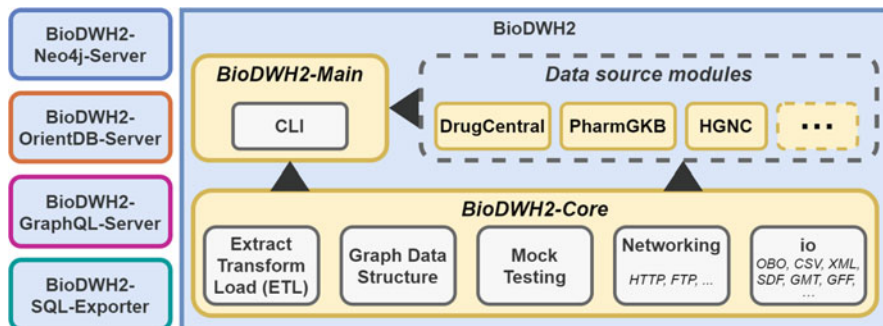 BioDWH2-
Neo4j-Server
BioDWH2-
OrientDB-Server
BioDWH2-
GraphQL-Server
BioDWH2-
SQL-Exporter
BioDWH2
BioDWH2-Main
CLI
Data source modules
DrugCentral
PharmGKB
HGNC
...
BioDWH2-Core
Extract
Transform
Load (ETL)
Graph Data
Structure
Mock
Testing
Networking
HTTP, FTP, ...
io
OBO, CSV, XML,
SDF, GMT, GFF,
...